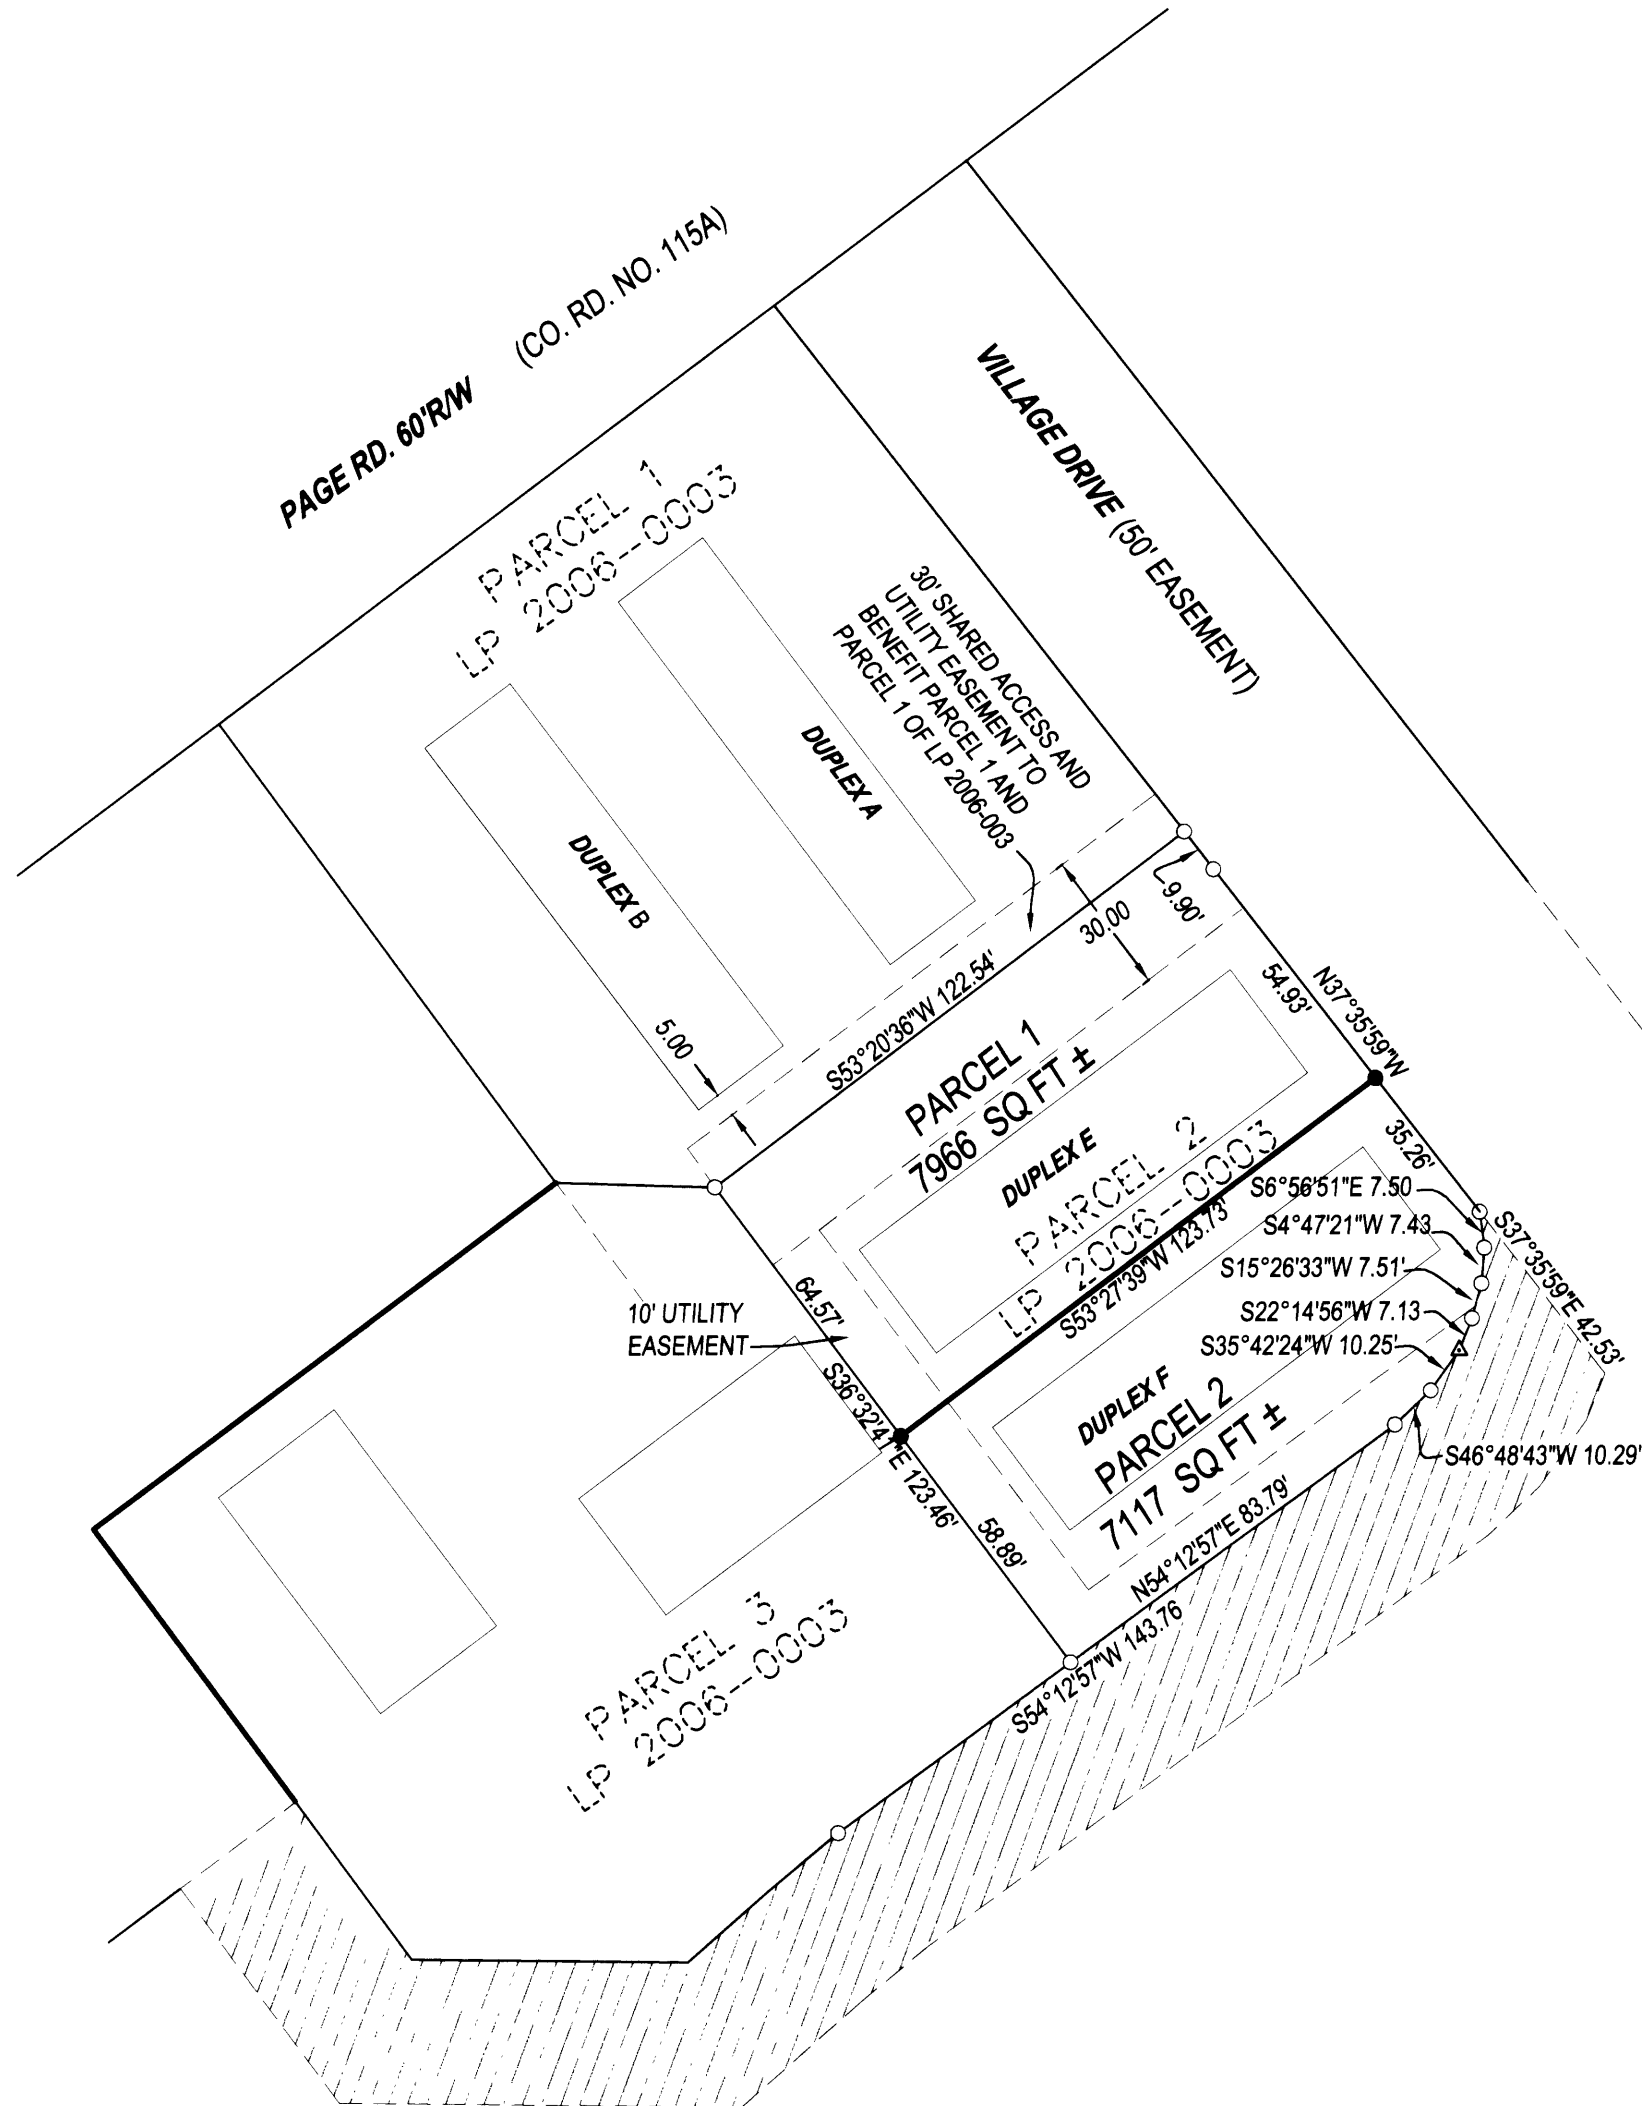 PAGE RD. 60'R/W (CO. RD. NO. 115A)
VILLAGE DRIVE (50' EASEMENT)
PARCEL 1
LP 2006--0003
30' SHARED ACCESS AND
UTILITY EASEMENT TO
BENEFIT PARCEL 1 AND
PARCEL 1 OF LP 2006-003
DUPLEX A
DUPLEX B
9.90'
30.00
5.00
S53°20'36"W 122.54'
54.93'
N37°35'59"W
PARCEL 1
7966 SQ FT ±
DUPLEX E
PARCEL 2
LP 2006--0003
S53°27'39"W 123.73'
35.26'
S6°56'51"E 7.50
S4°47'21"W 7.43
S15°26'33"W 7.51'
S22°14'56"W 7.13
S35°42'24"W 10.25'
S37°35'59"E 42.53'
64.57'
10' UTILITY
EASEMENT
S36°32'41"E 123.46'
58.89'
DUPLEX F
PARCEL 2
7117 SQ FT ±
S46°48'43"W 10.29'
N54°12'57"E 83.79'
S54°12'57"W 143.76
PARCEL 3
LP 2006--0003